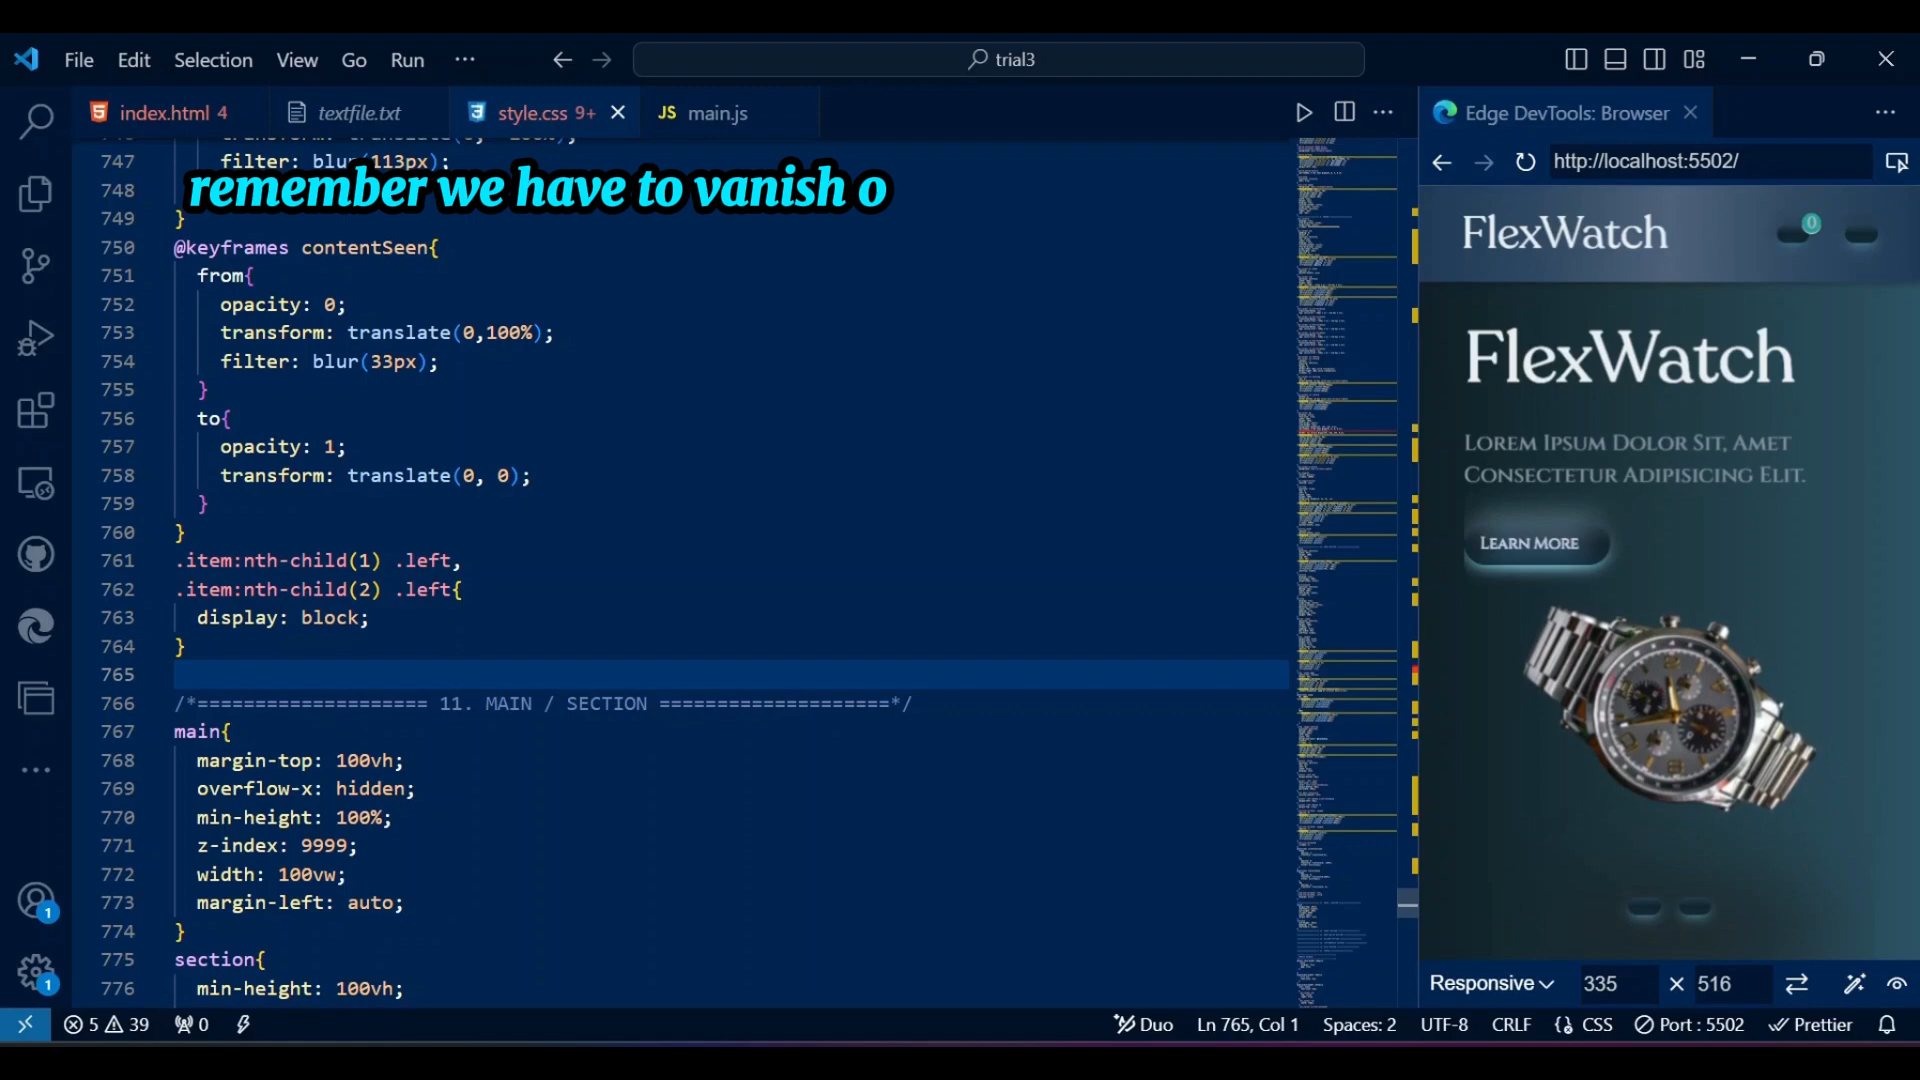 File Edit Selection View Go Run ··· trial3
index.html 4 textfile.txt style.css 9+ JS main.js Edge DevTools: Browser
http://localhost:5502/
747 filter: blur(113px);
remember we have to vanish o
748
749 }
750 @keyframes contentSeen{
751 from{
752 opacity: 0;
753 transform: translate(0,100%);
754 filter: blur(33px);
755 }
756 to{
757 opacity: 1;
758 transform: translate(0, 0);
759 }
760 }
761 .item:nth-child(1) .left,
762 .item:nth-child(2) .left{
763 display: block;
764 }
765
766 /*==================== 11. MAIN / SECTION ====================*/
767 main{
768 margin-top: 100vh;
769 overflow-x: hidden;
770 min-height: 100%;
771 z-index: 9999;
772 width: 100vw;
773 margin-left: auto;
774 }
775 section{
776 min-height: 100vh;
FlexWatch 0
FlexWatch
Lorem Ipsum Dolor Sit, Amet
Consectetur Adipisicing Elit.
Learn More
Responsive 335 × 516
1
1
5 39 0 Duo Ln 765, Col 1 Spaces: 2 UTF-8 CRLF {} CSS Port : 5502 Prettier